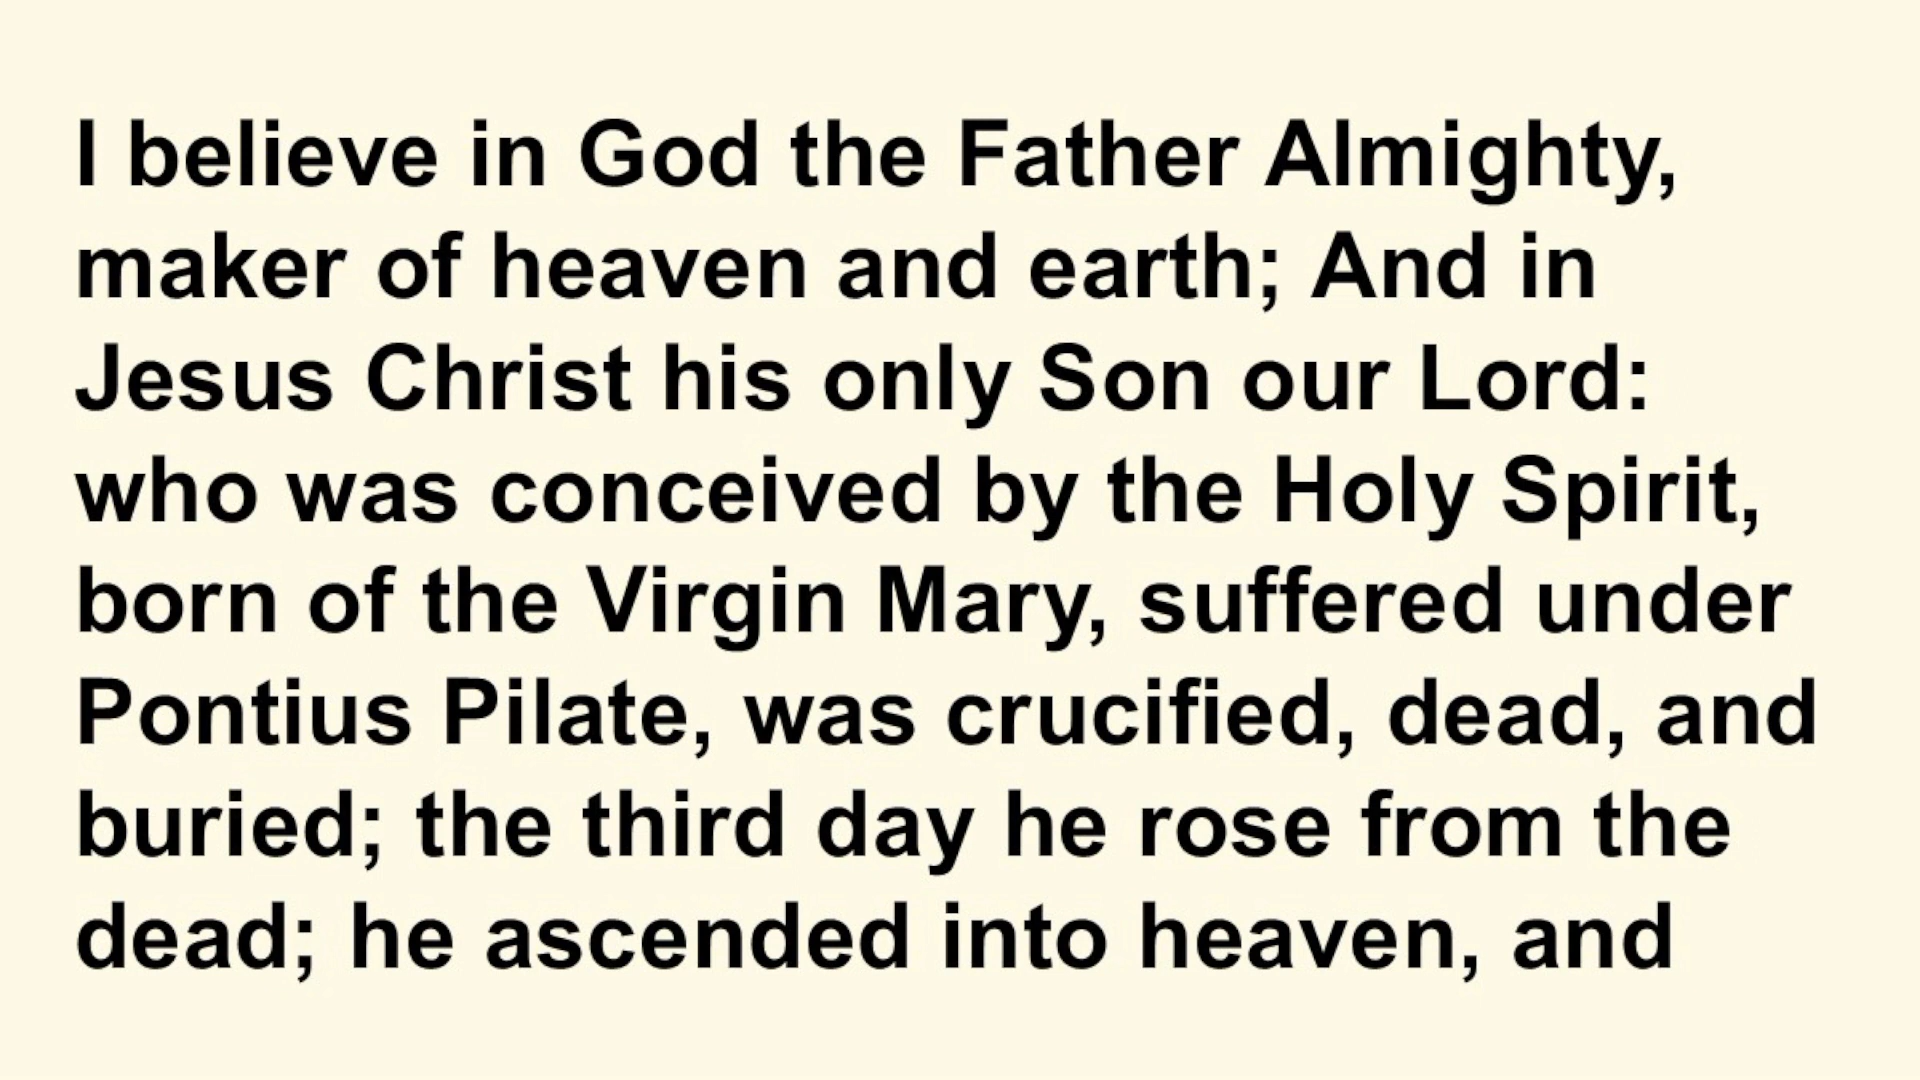 I believe in God the Father Almighty,
maker of heaven and earth; And in
Jesus Christ his only Son our Lord:
who was conceived by the Holy Spirit,
born of the Virgin Mary, suffered under
Pontius Pilate, was crucified, dead, and
buried; the third day he rose from the
dead; he ascended into heaven, and